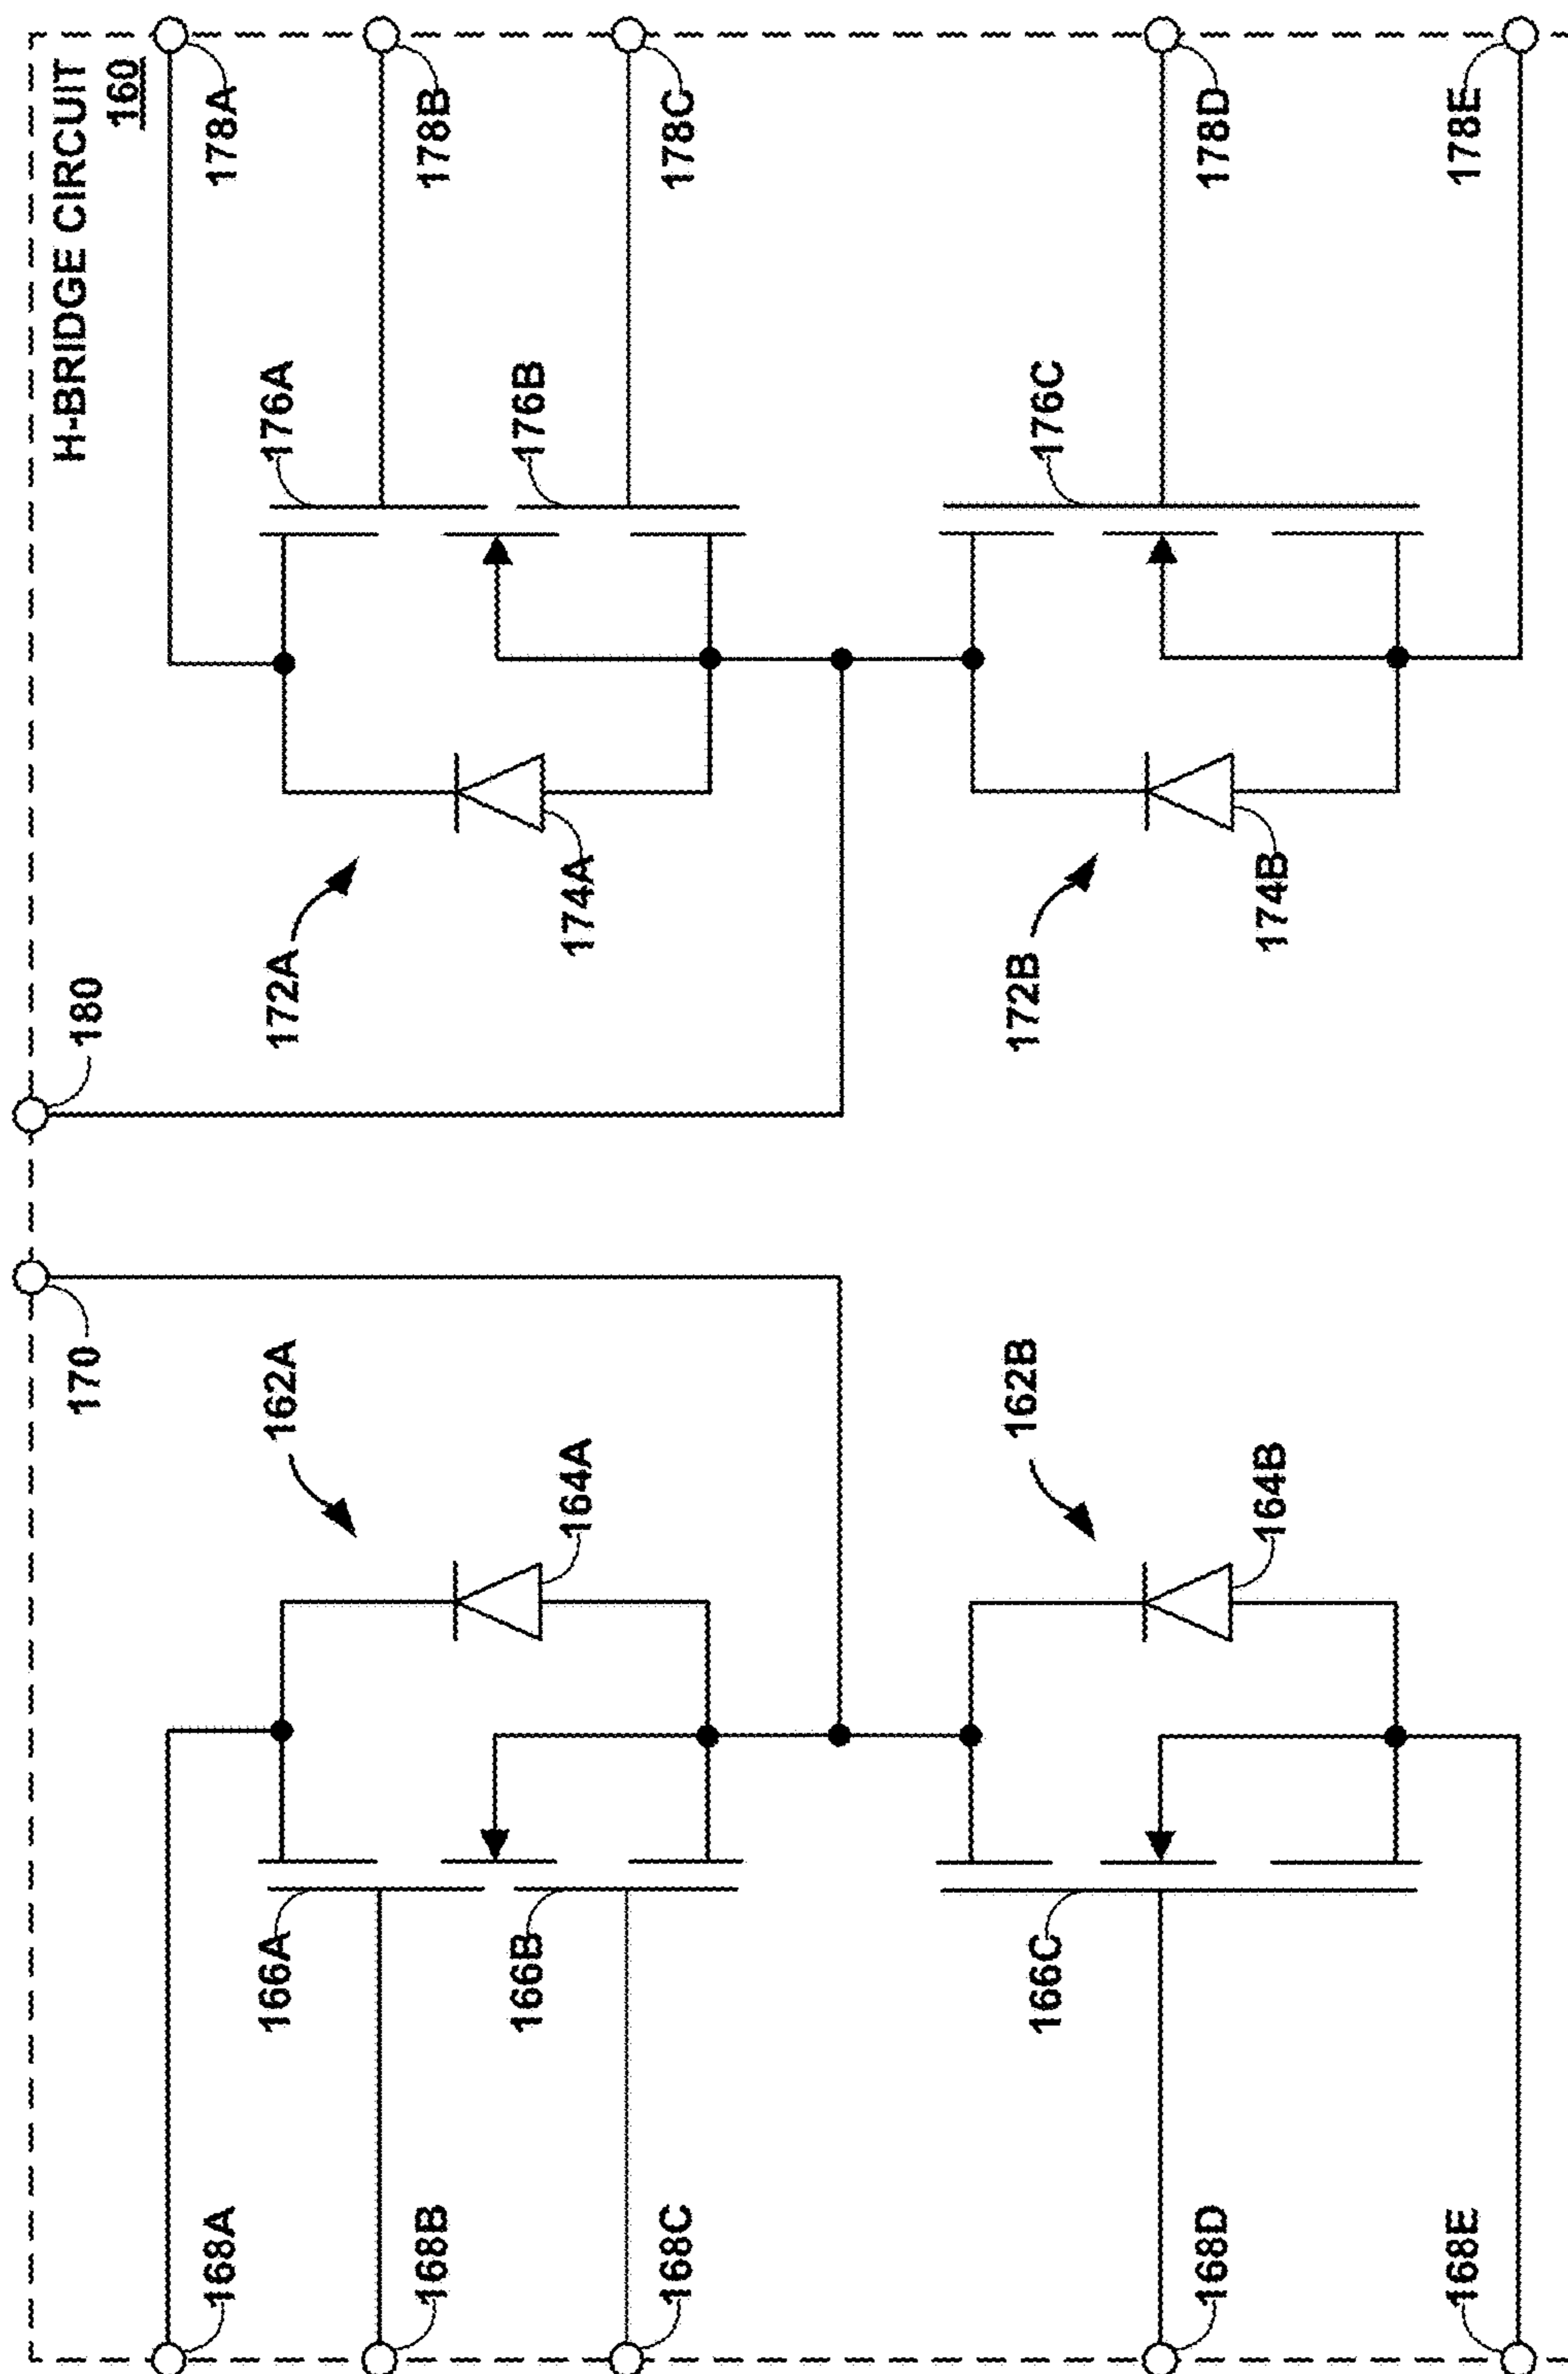 H-BRIDGE CIRCUIT
160
178A
178B
178C
178D
178E
176A
176B
176C
172A
174A
172B
174B
180
170
162A
164A
162B
164B
166A
166B
166C
168A
168B
168C
168D
168E